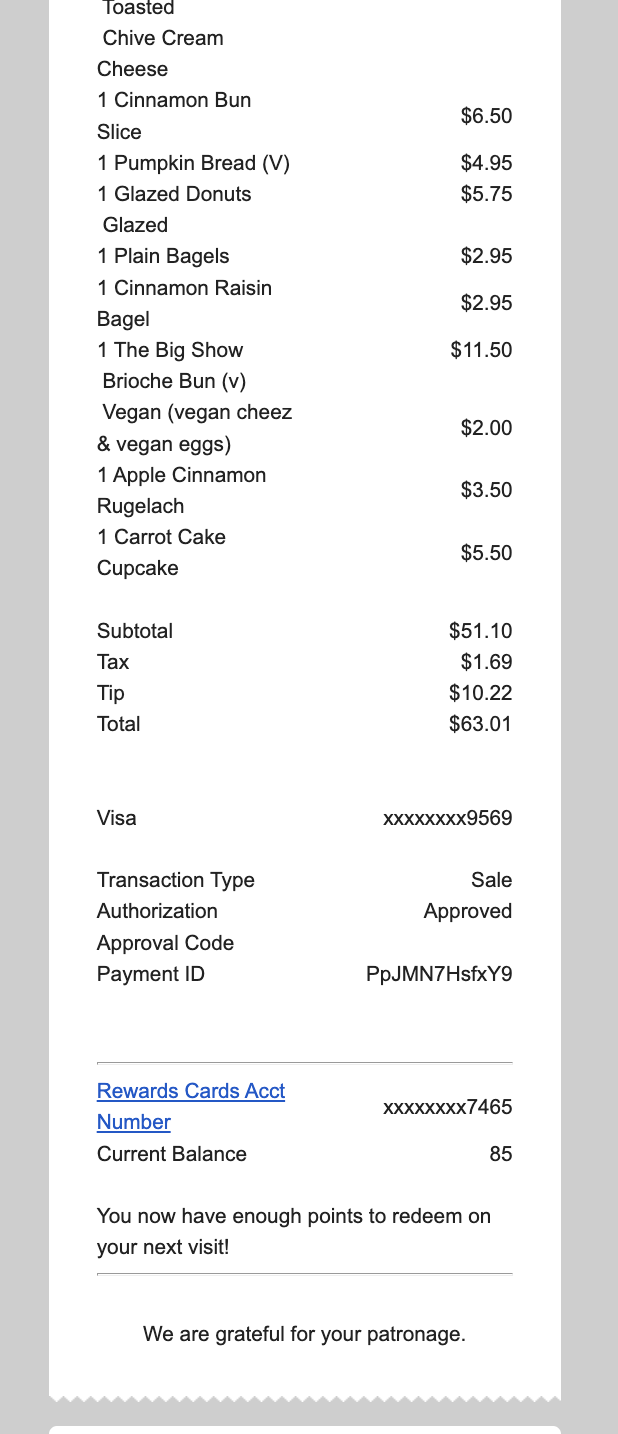 Toasted
Chive Cream
Cheese
1 Cinnamon Bun
Slice $6.50
1 Pumpkin Bread (V) $4.95
1 Glazed Donuts $5.75
Glazed
1 Plain Bagels $2.95
1 Cinnamon Raisin
Bagel $2.95
1 The Big Show $11.50
Brioche Bun (v)
Vegan (vegan cheez
& vegan eggs) $2.00
1 Apple Cinnamon
Rugelach $3.50
1 Carrot Cake
Cupcake $5.50
Subtotal $51.10
Tax $1.69
Tip $10.22
Total $63.01
Visa xxxxxxxx9569
Transaction Type Sale
Authorization Approved
Approval Code
Payment ID PpJMN7HsfxY9
Rewards Cards Acct
Number xxxxxxxx7465
Current Balance 85
You now have enough points to redeem on
your next visit!
We are grateful for your patronage.